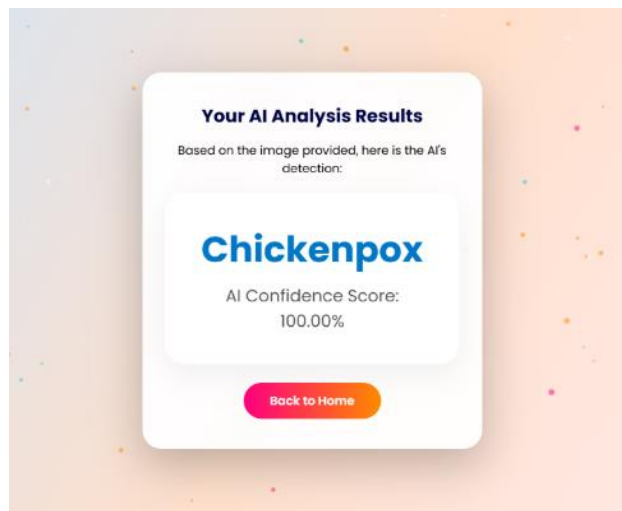 Your AI Analysis Results
Based on the image provided, here is the AI's
detection:
Chickenpox
AI Confidence Score:
100.00%
Back to Home